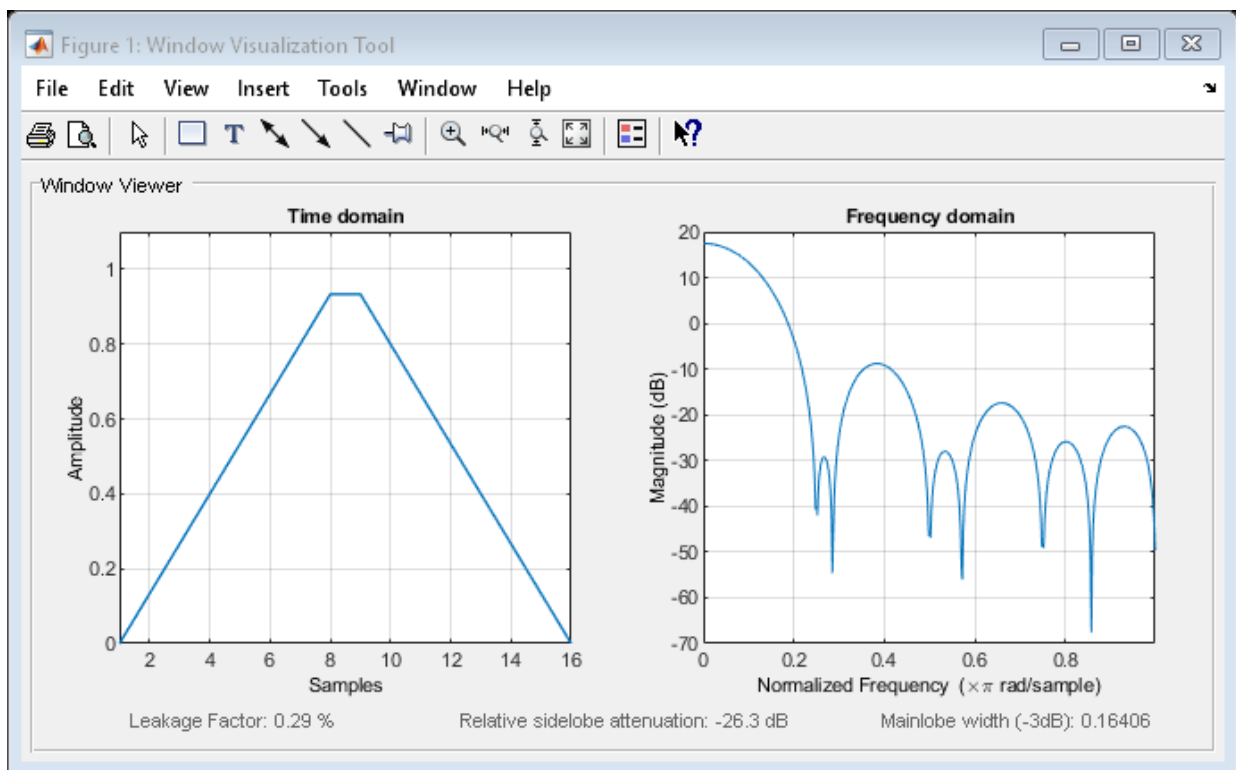 Figure 1: Window Visualization Tool
File Edit View Insert Tools Window Help
T
?
Window Viewer
Time domain
1
0.8
0.6
0.4
0.2
0
Amplitude
2 4 6 8 10 12 14 16
Samples
Frequency domain
20
10
0
-10
-20
-30
-40
-50
-60
-70
Magnitude (dB)
0 0.2 0.4 0.6 0.8
Normalized Frequency (×π rad/sample)
Leakage Factor: 0.29 %
Relative sidelobe attenuation: -26.3 dB
Mainlobe width (-3dB): 0.16406